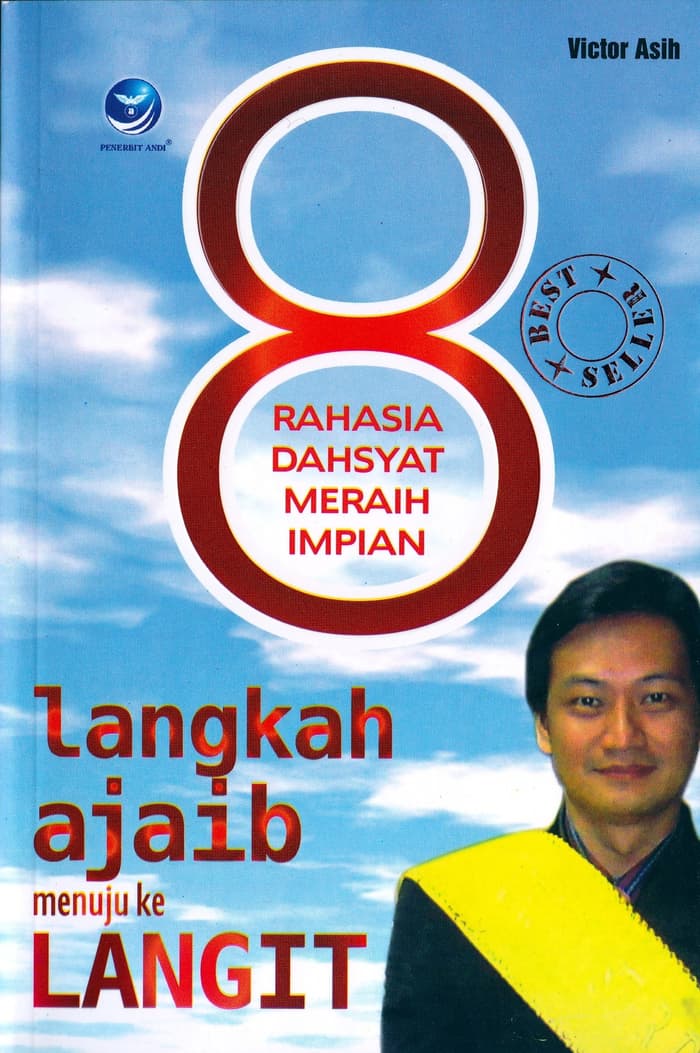 Victor Asih
a
PENERBIT ANDI®
8
BEST
SELLER
RAHASIA
DAHSYAT
MERAIH
IMPIAN
langkah
ajaib
menuju ke
LANGIT